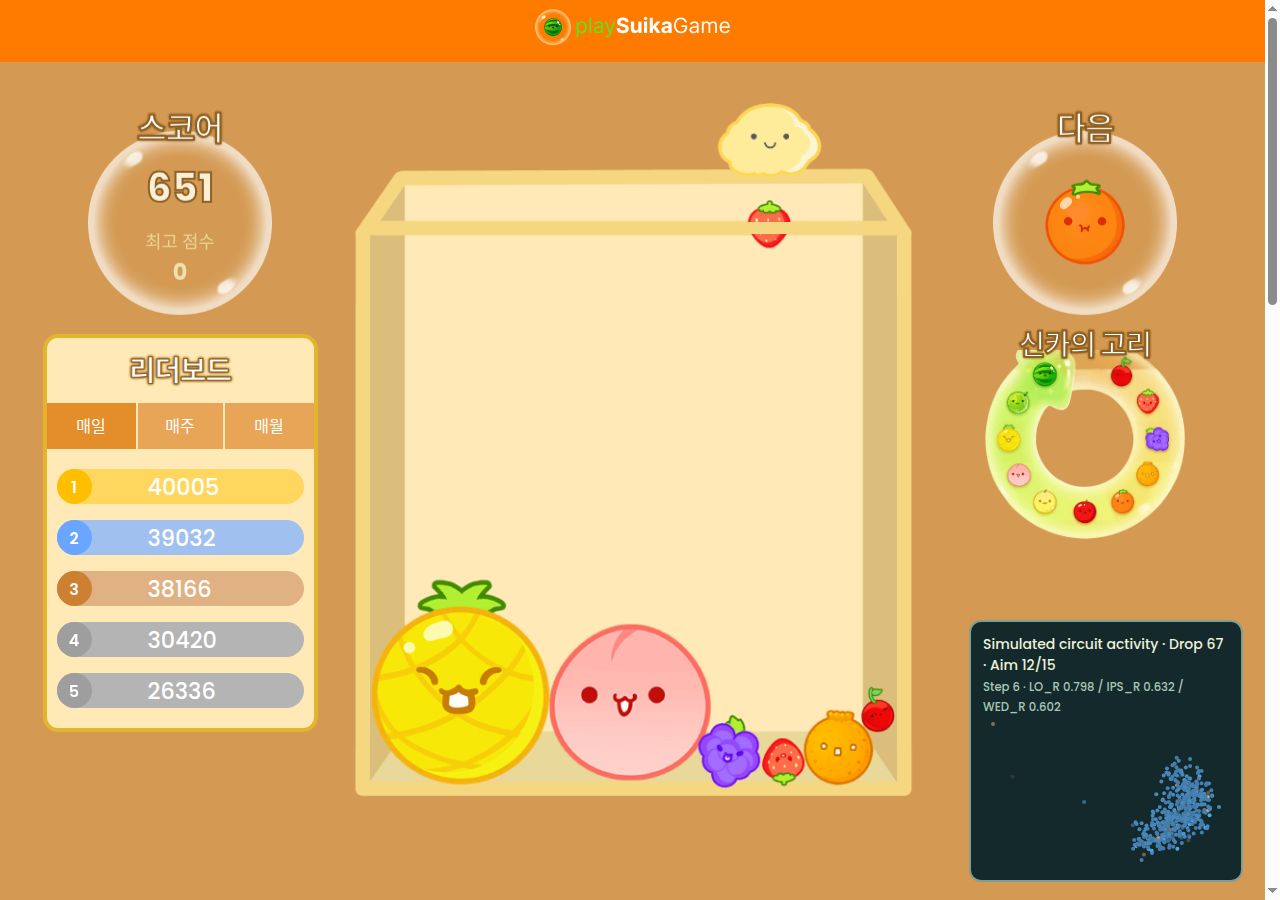 playSuikaGame
스코어
651
최고 점수
0
다음
신카의 고리
리더보드
매일 매주 매월
1 40005
2 39032
3 38166
4 30420
5 26336
Simulated circuit activity · Drop 67
· Aim 12/15
Step 6 · LO_R 0.798 / IPS_R 0.632 /
WED_R 0.602